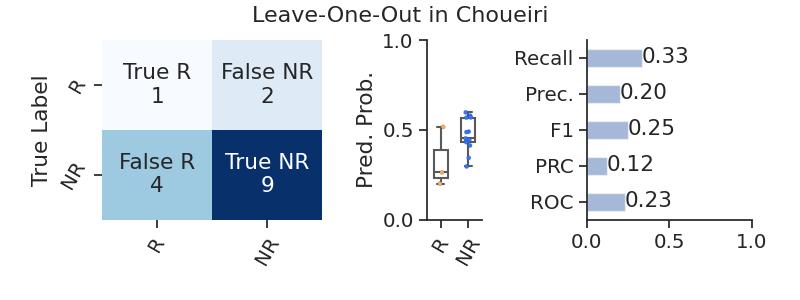 Leave-One-Out in Choueiri
True Label
R
NR
True R
1
False NR
2
False R
4
True NR
9
R
NR
Pred. Prob.
1.0
0.5
0.0
R
NR
Recall
0.33
Prec.
0.20
F1
0.25
PRC
0.12
ROC
0.23
0.0
0.5
1.0